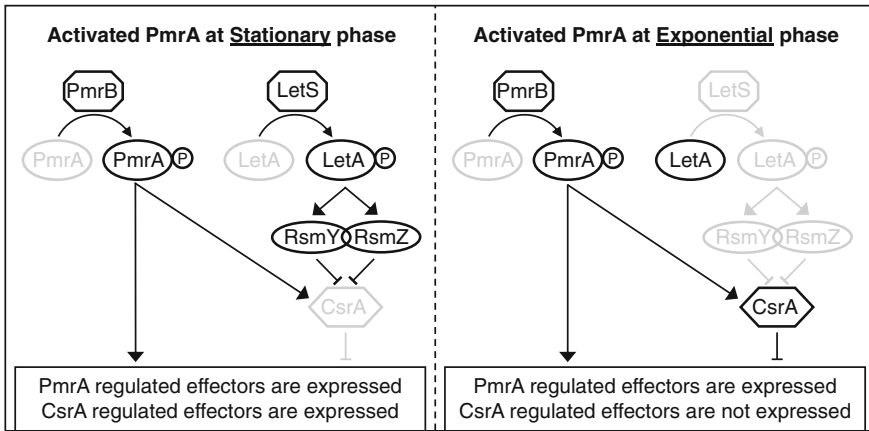 Activated PmrA at Stationary phase
PmrB
LetS
PmrA
PmrA
P
LetA
LetA
P
RsmY
RsmZ
CsrA
PmrA regulated effectors are expressed
CsrA regulated effectors are expressed
Activated PmrA at Exponential phase
PmrB
LetS
PmrA
PmrA
P
LetA
LetA
P
RsmY
RsmZ
CsrA
PmrA regulated effectors are expressed
CsrA regulated effectors are not expressed